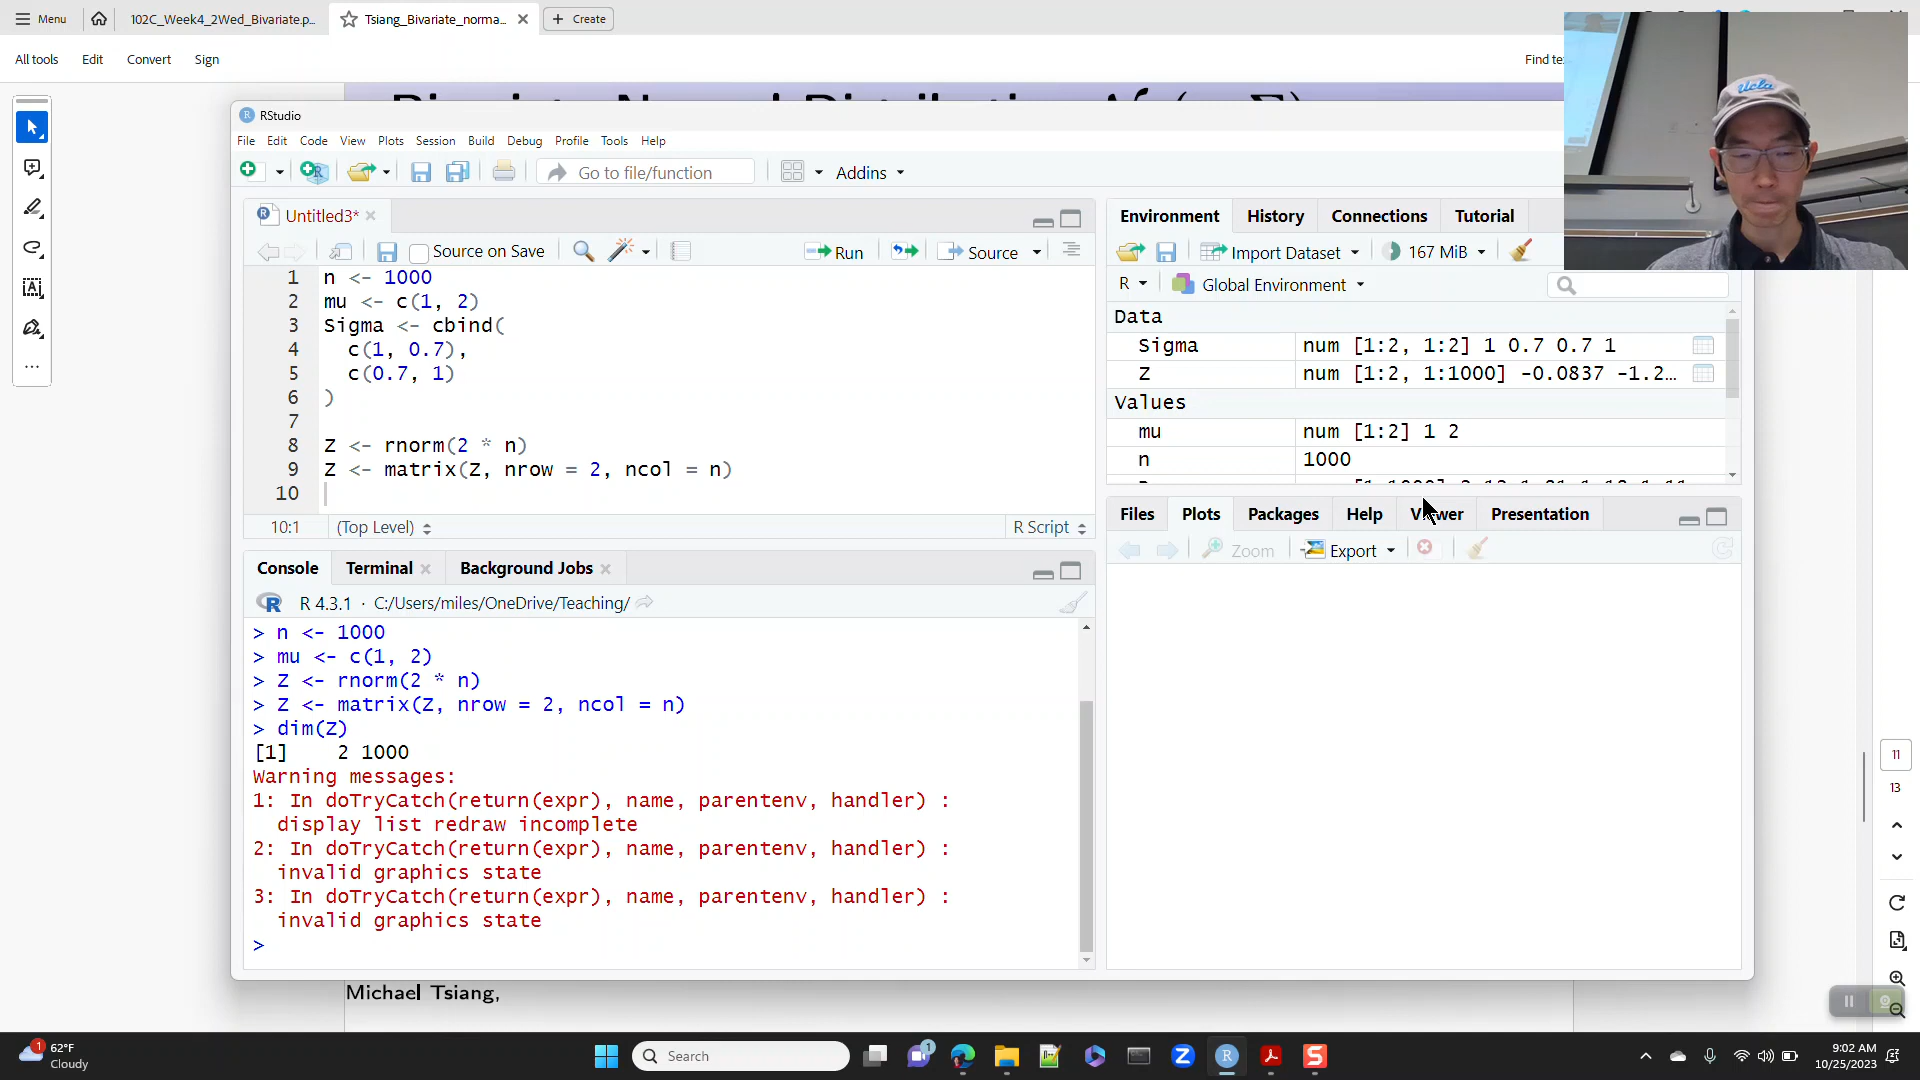 Menu
102C_Week4_2Wed_Bivariate.p...
Tsiang_Bivariate_norma...
Create
All tools
Edit
Convert
Sign
RStudio
File
Edit
Code
View
Plots
Session
Build
Debug
Profile
Tools
Help
Go to file/function
Addins
Untitled3*
Source on Save
Run
Source
1 n <- 1000
2 mu <- c(1, 2)
3 Sigma <- cbind(
4 c(1, 0.7),
5 c(0.7, 1)
6 )
7
8 Z <- rnorm(2 * n)
9 Z <- matrix(Z, nrow = 2, ncol = n)
10
10:1
(Top Level)
R Script
Console
Terminal
Background Jobs
R 4.3.1 · C:/Users/miles/OneDrive/Teaching/
> n <- 1000
> mu <- c(1, 2)
> Z <- rnorm(2 * n)
> Z <- matrix(Z, nrow = 2, ncol = n)
> dim(Z)
[1] 2 1000
Warning messages:
1: In doTryCatch(return(expr), name, parentenv, handler) :
display list redraw incomplete
2: In doTryCatch(return(expr), name, parentenv, handler) :
invalid graphics state
3: In doTryCatch(return(expr), name, parentenv, handler) :
invalid graphics state
>
Environment
History
Connections
Tutorial
Import Dataset
167 MiB
R
Global Environment
Data
Sigma num [1:2, 1:2] 1 0.7 0.7 1
Z num [1:2, 1:1000] -0.0837 -1.2...
Values
mu num [1:2] 1 2
n 1000
Files
Plots
Packages
Help
Viewer
Presentation
Zoom
Export
Ucla
11
13
Michael Tsiang,
1
62°F
Cloudy
Search
1
9:02 AM
10/25/2023